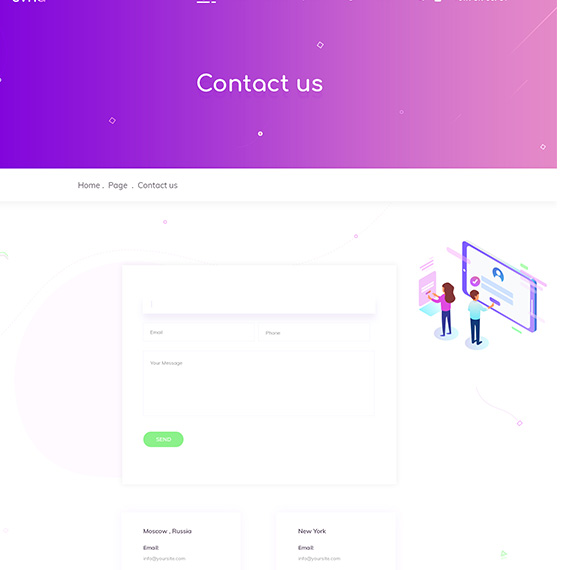 Contact us
Home . Page . Contact us
Email
Phone
Your Message
SEND
Moscow , Russia
New York
Email:
Email:
info@yoursite.com
info@yoursite.com